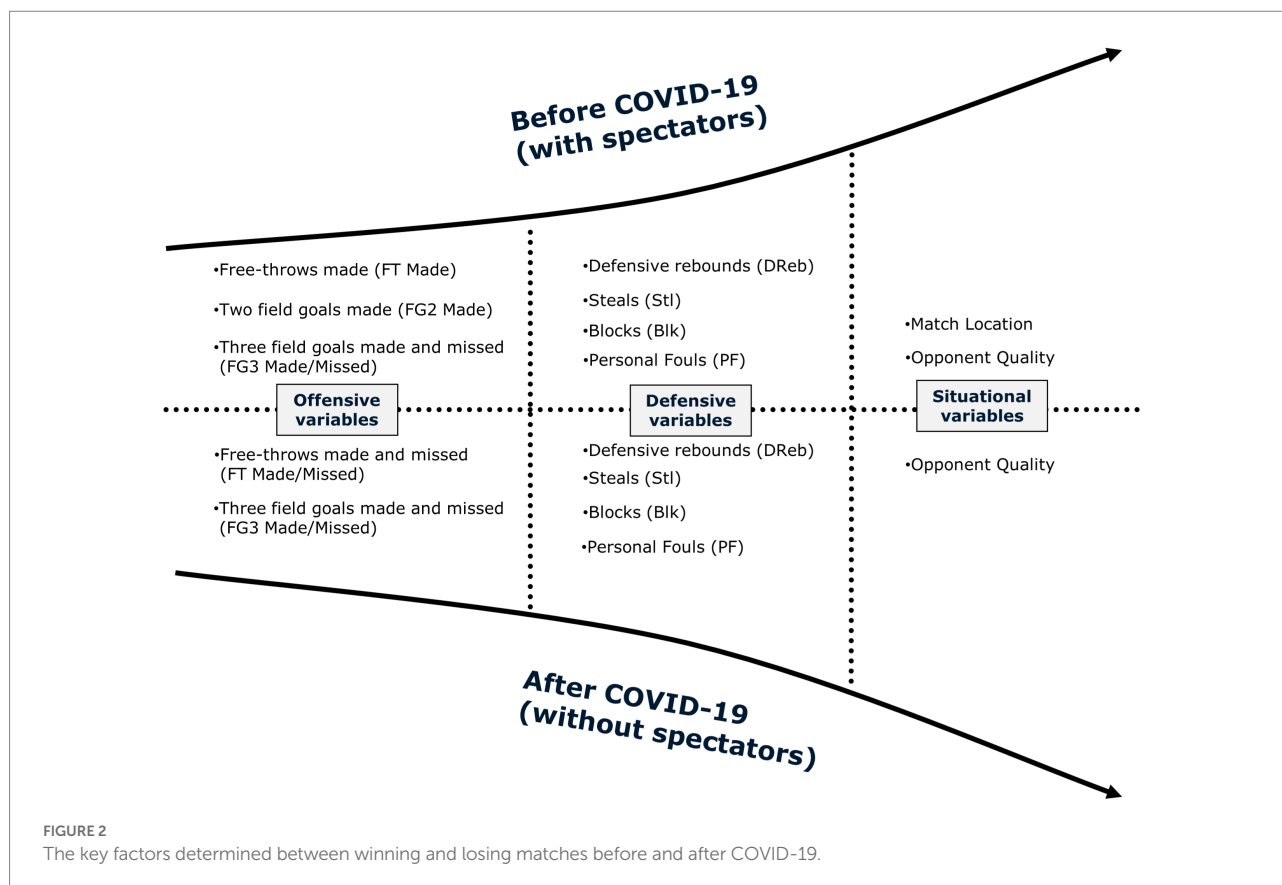 Before COVID-19
(with spectators)
•Free-throws made (FT Made)
•Two field goals made (FG2 Made)
•Three field goals made and missed
(FG3 Made/Missed)
•Defensive rebounds (DReb)
•Steals (Stl)
•Blocks (Blk)
•Personal Fouls (PF)
•Match Location
•Opponent Quality
Offensive
variables
Defensive
variables
Situational
variables
•Free-throws made and missed
(FT Made/Missed)
•Three field goals made and missed
(FG3 Made/Missed)
•Defensive rebounds (DReb)
•Steals (Stl)
•Blocks (Blk)
•Personal Fouls (PF)
•Opponent Quality
After COVID-19
(without spectators)
FIGURE 2
The key factors determined between winning and losing matches before and after COVID-19.